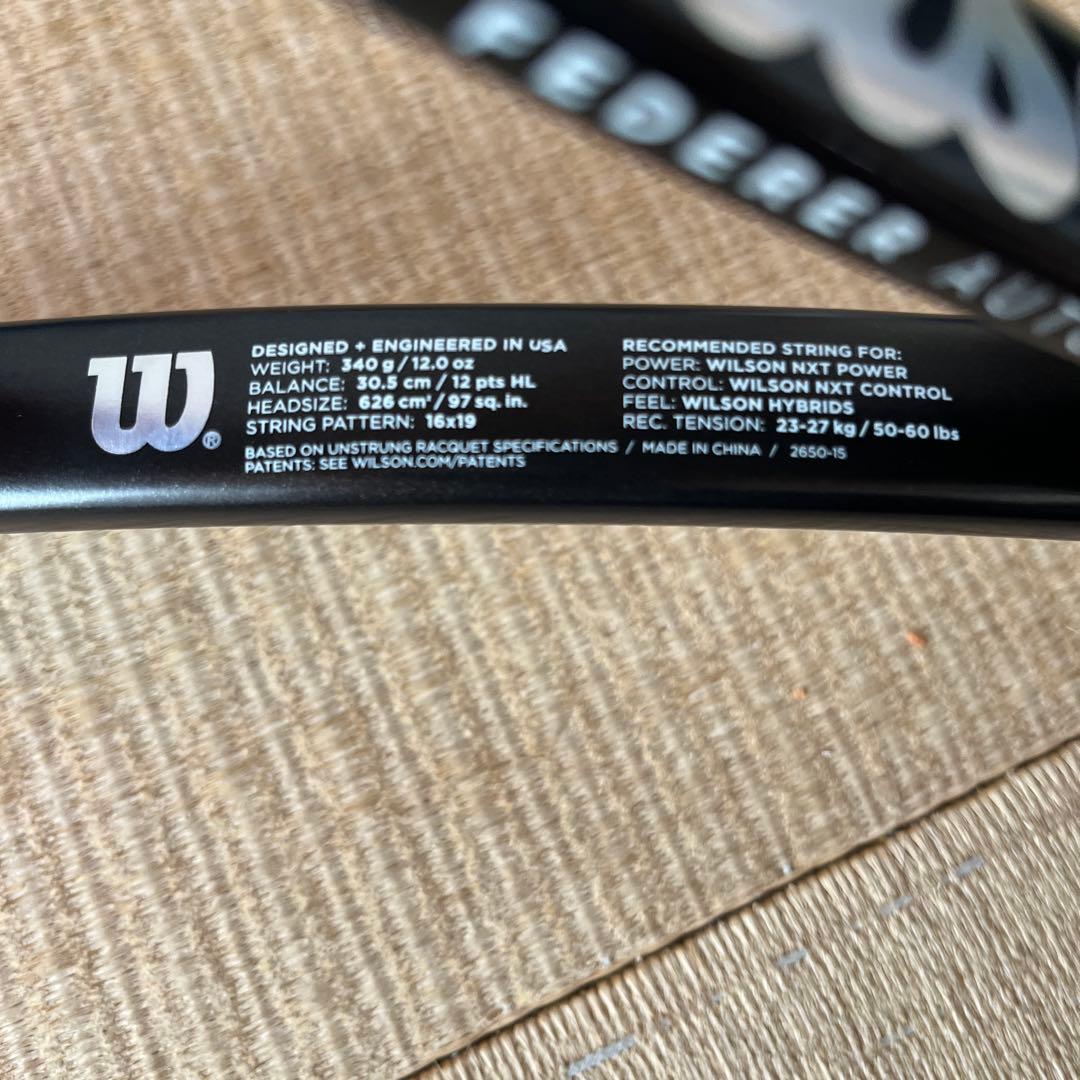 FEDERER AUTO
W®
DESIGNED + ENGINEERED IN USA
WEIGHT: 340 g / 12.0 oz
BALANCE: 30.5 cm / 12 pts HL
HEADSIZE: 626 cm² / 97 sq. in.
STRING PATTERN: 16x19
RECOMMENDED STRING FOR:
POWER: WILSON NXT POWER
CONTROL: WILSON NXT CONTROL
FEEL: WILSON HYBRIDS
REC. TENSION: 23-27 kg / 50-60 lbs
BASED ON UNSTRUNG RACQUET SPECIFICATIONS / MADE IN CHINA / 2650-15
PATENTS: SEE WILSON.COM/PATENTS